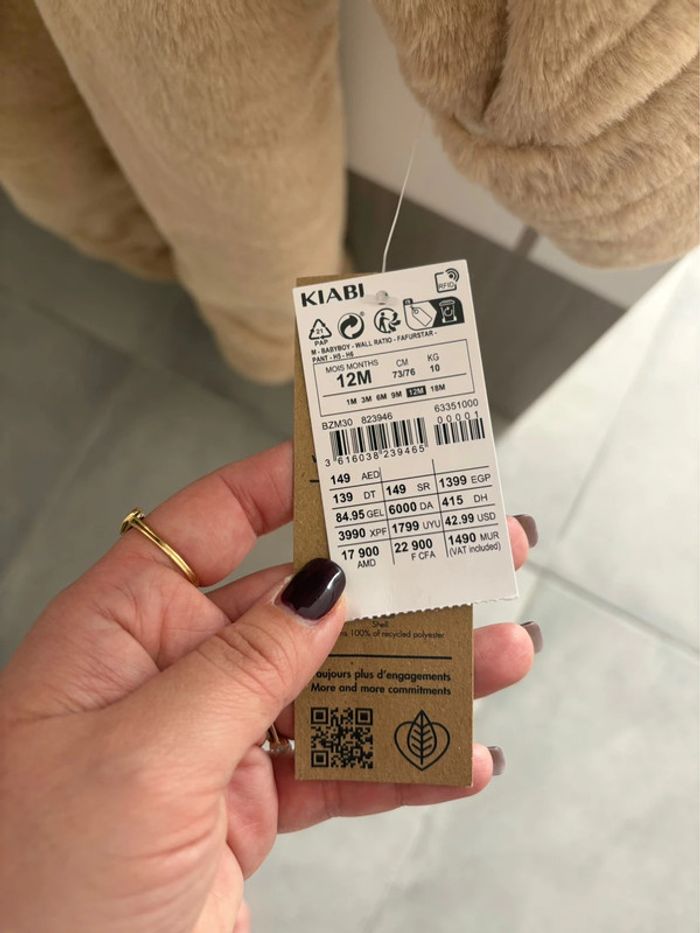 KIABI
RFID
21
PAP
M - BABYBOY - WALL RATIO - FAFURSTAR -
PANT - H5 - H6
MOIS MONTHS CM KG
12M 73/76 10
1M 3M 6M 9M 12M 18M
BZM30 823946 63351000
00001
3 616038 239465
149 AED
139 DT 149 SR 1399 EGP
84.95 GEL 6000 DA 415 DH
3990 XPF 1799 UYU 42.99 USD
17 900 AMD 22 900 F CFA 1490 MUR
(VAT included)
Shell
100% of recycled polyester
oujours plus d'engagements
More and more commitments